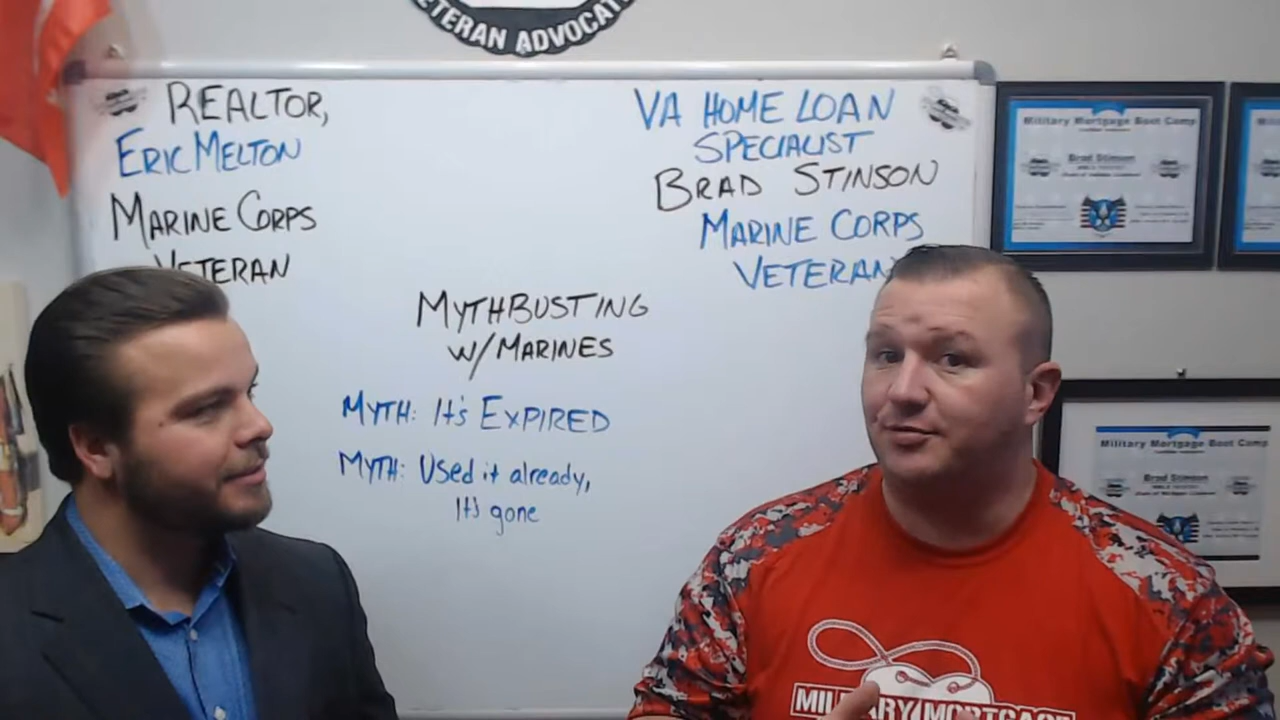 VETERAN ADVOCATE
REALTOR,
ERIC MELTON
MARINE CORPS
VETERAN
VA HOME LOAN
SPECIALIST
BRAD STINSON
MARINE CORPS
VETERAN
MYTHBUSTING
W/MARINES
MYTH: It's EXPIRED
MYTH: Used it already,
It's gone
Military Mortgage Boot Camp
Brad Stinson
Military Mortgage Boot Camp
Brad Stinson
MILITARY MORTGAGE